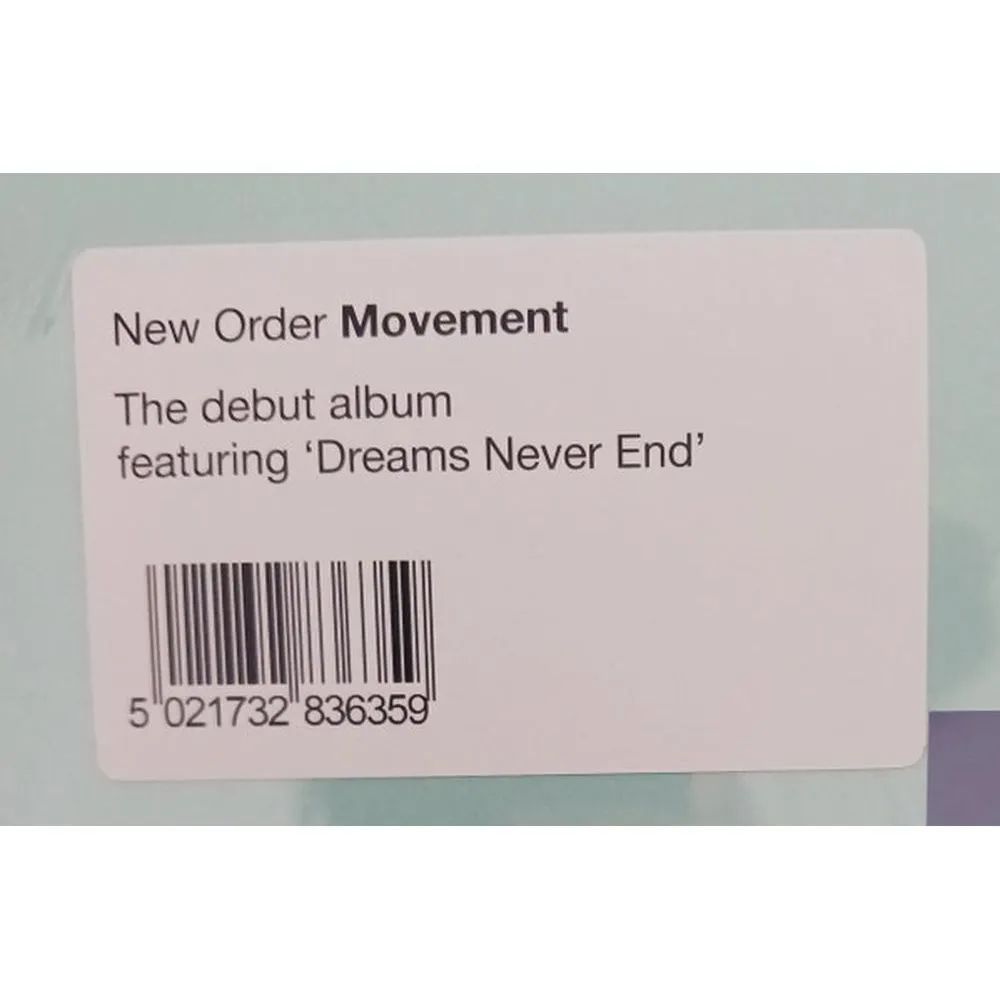 New Order Movement
The debut album
featuring ‘Dreams Never End’
5 021732 836359